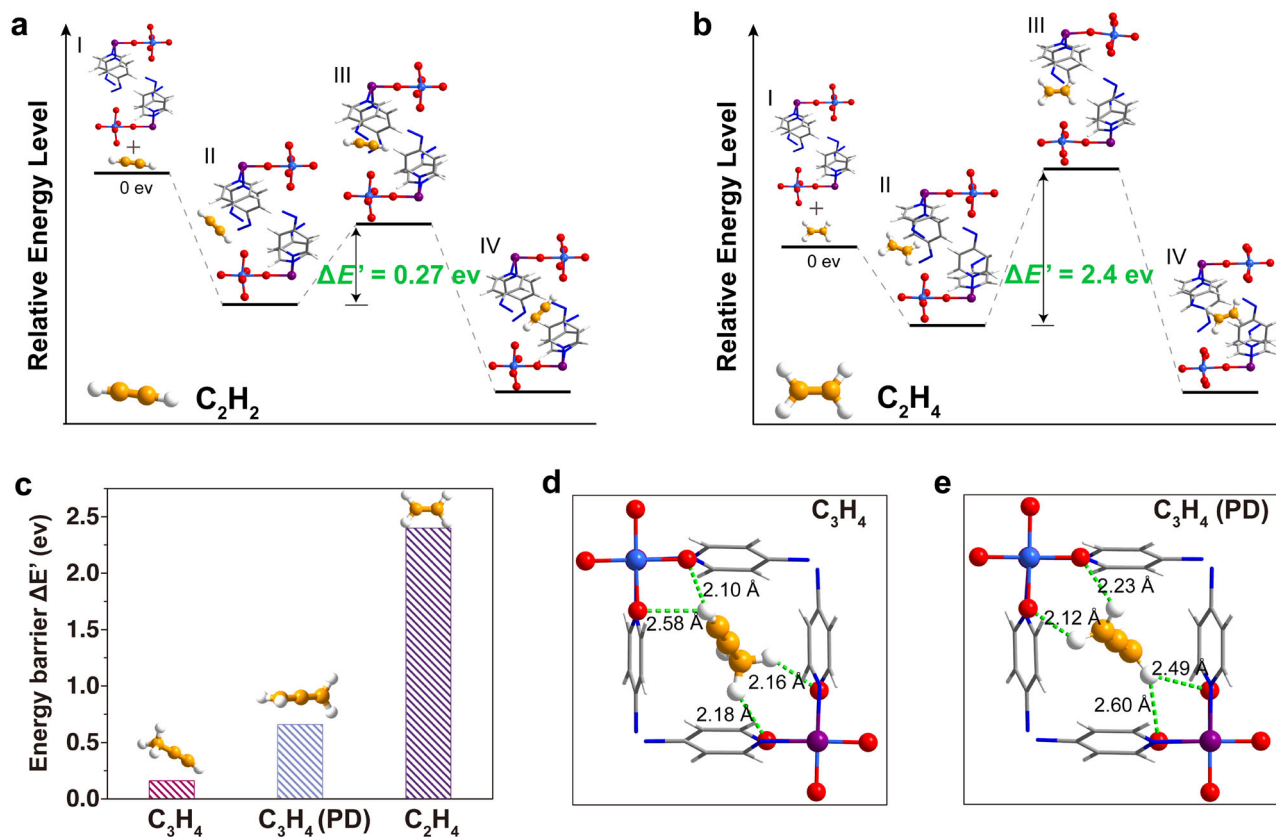 a
Relative Energy Level
I
+
0 ev
II
III
ΔE’ = 0.27 ev
IV
C₂H₂
b
Relative Energy Level
I
+
0 ev
II
III
ΔE’ = 2.4 ev
IV
C₂H₄
c
Energy barrier ΔE’ (ev)
2.5
2.0
1.5
1.0
0.5
0.0
C₃H₄
C₃H₄ (PD)
C₂H₄
d
C₃H₄
2.10 Å
2.58 Å
2.16 Å
2.18 Å
e
C₃H₄ (PD)
2.23 Å
2.12 Å
2.49 Å
2.60 Å